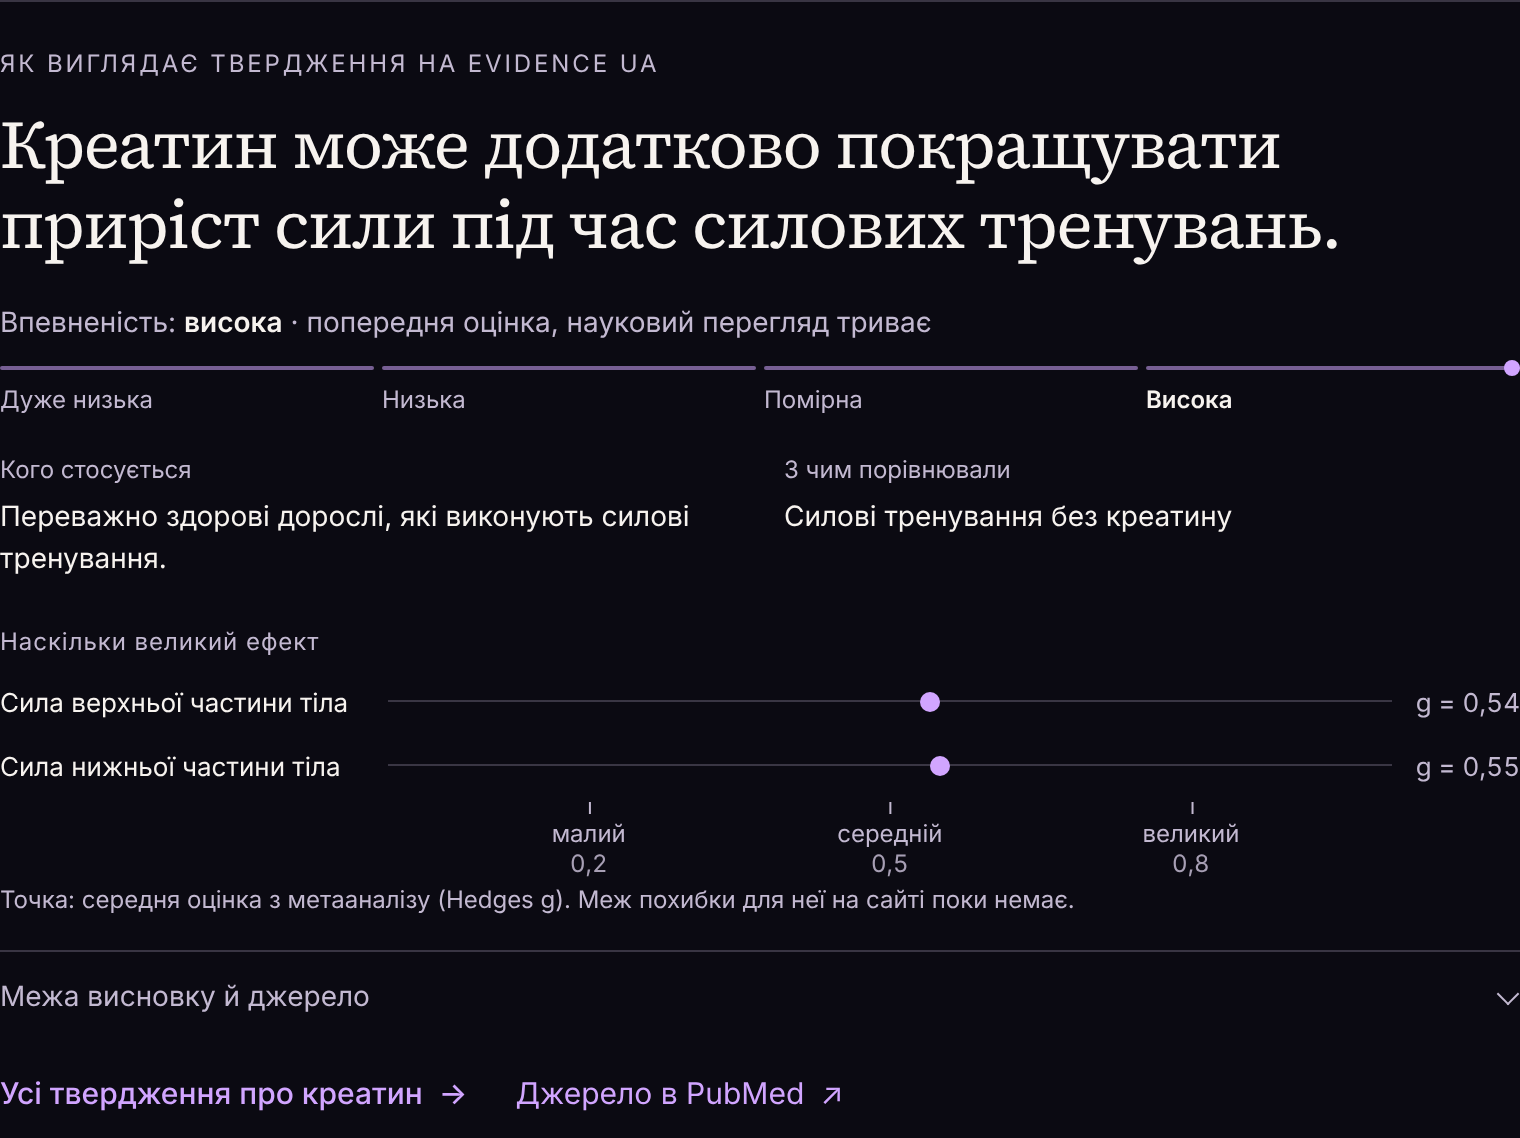 ЯК ВИГЛЯДАЄ ТВЕРДЖЕННЯ НА EVIDENCE UA
Креатин може додатково покращувати
приріст сили під час силових тренувань.
Впевненість: висока · попередня оцінка, науковий перегляд триває
Дуже низька
Низька
Помірна
Висока
Кого стосується
Переважно здорові дорослі, які виконують силові
тренування.
З чим порівнювали
Силові тренування без креатину
Наскільки великий ефект
Сила верхньої частини тіла
g = 0,54
Сила нижньої частини тіла
g = 0,55
малий
0,2
середній
0,5
великий
0,8
Точка: середня оцінка з метааналізу (Hedges g). Меж похибки для неї на сайті поки немає.
Межа висновку й джерело
Усі твердження про креатин →
Джерело в PubMed ↗